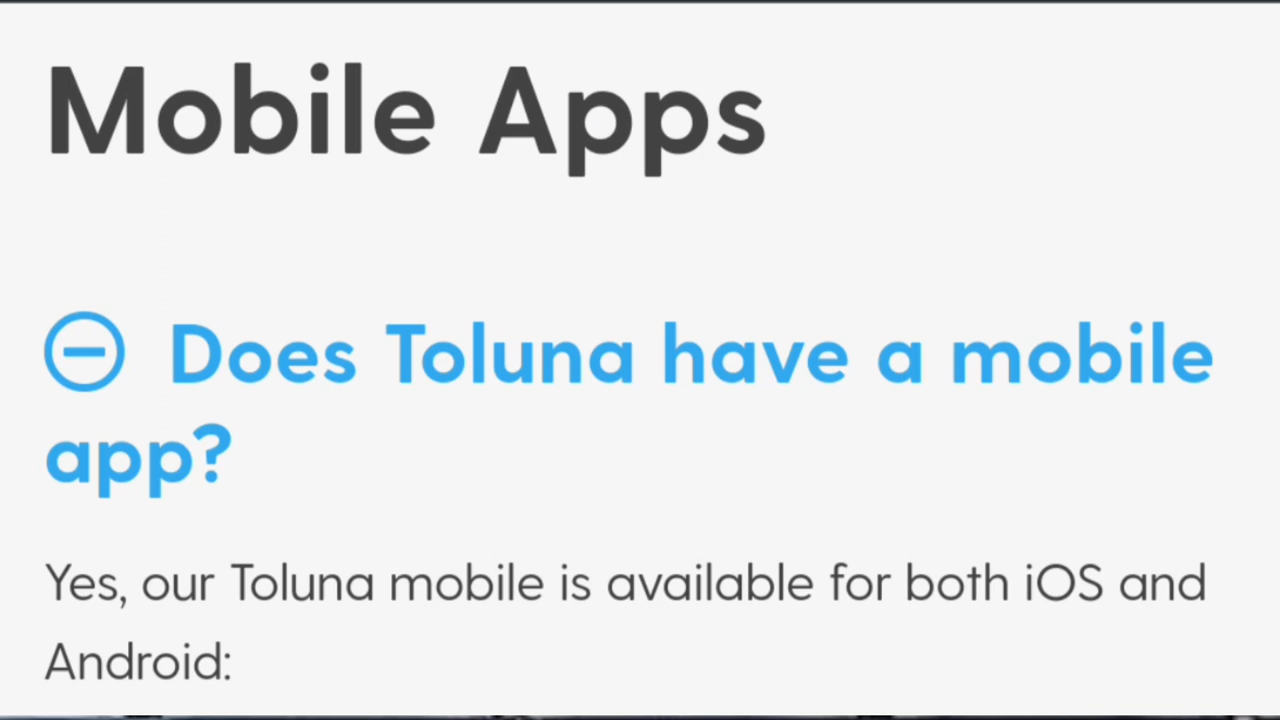 Mobile Apps
Does Toluna have a mobile
app?
Yes, our Toluna mobile is available for both iOS and
Android: